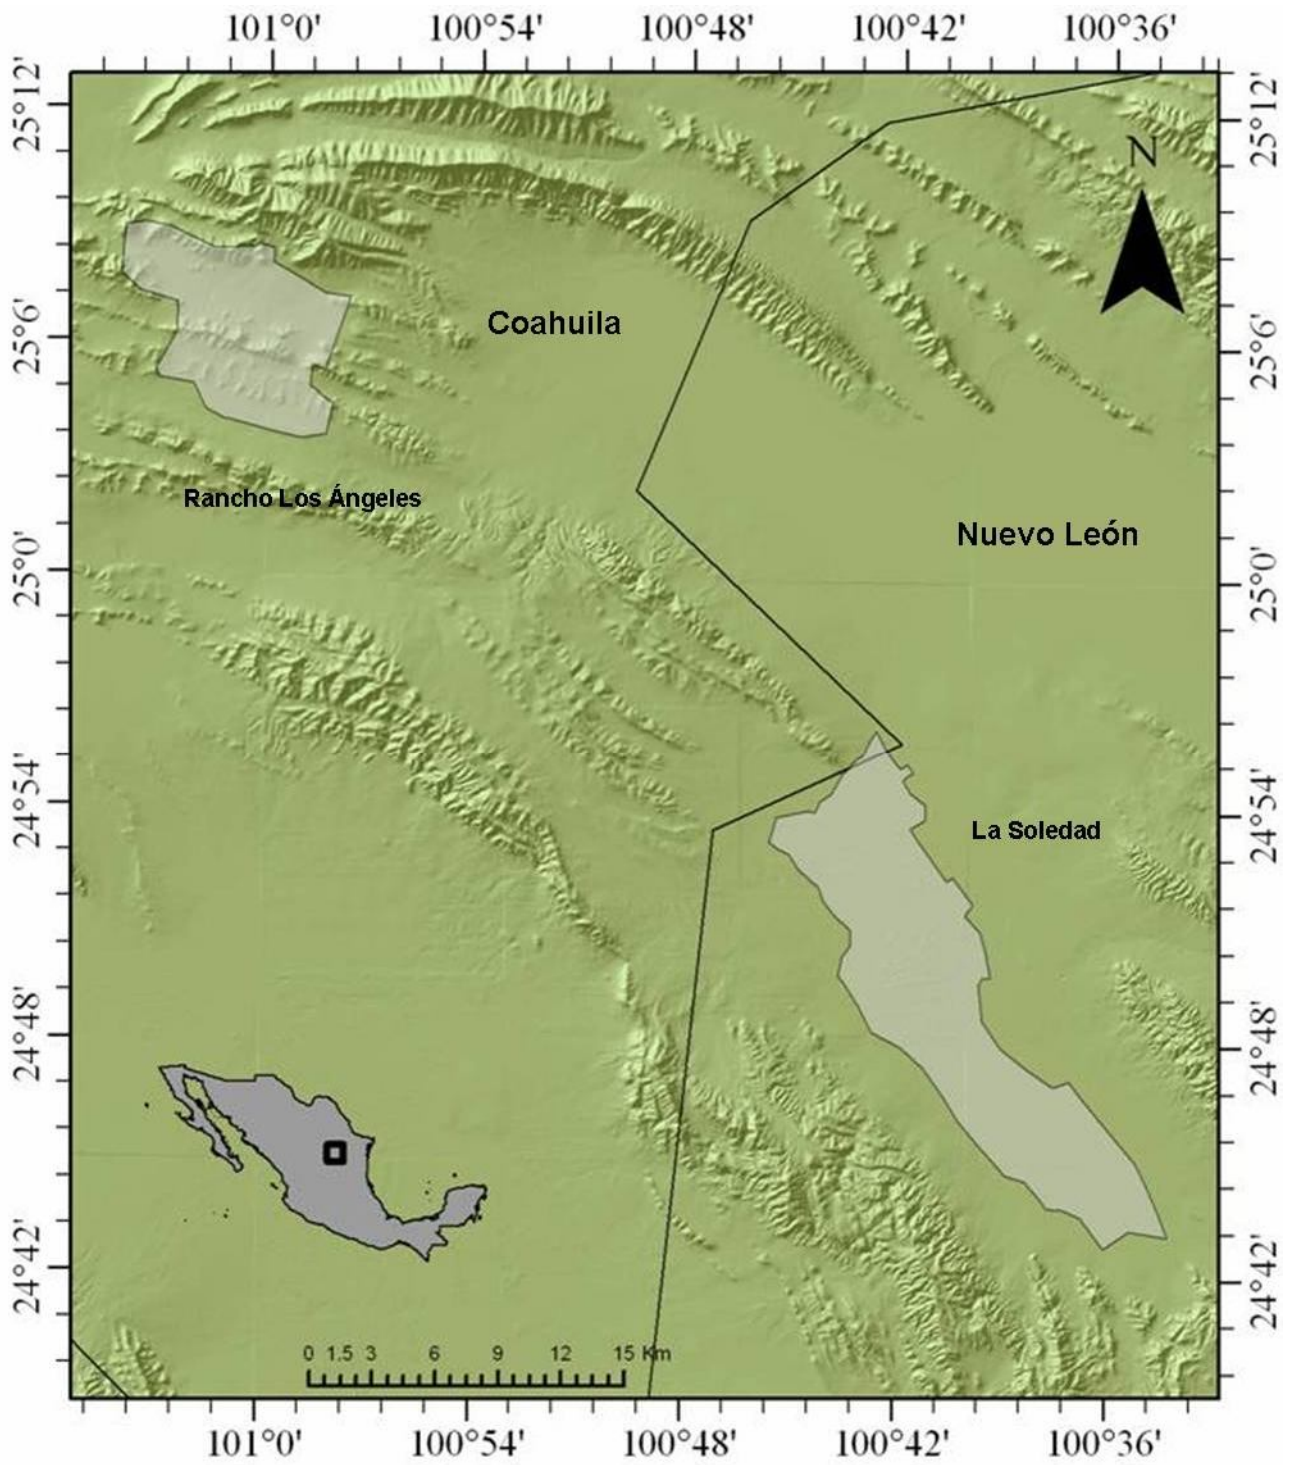 101°0' 100°54' 100°48' 100°42' 100°36'
25°12' 25°12'
N
25°6' Coahuila 25°6'
Rancho Los Ángeles
Nuevo León
25°0' 25°0'
24°54' La Soledad 24°54'
24°48' 24°48'
24°42' 24°42'
0 1.5 3 6 9 12 15 Km
101°0' 100°54' 100°48' 100°42' 100°36'